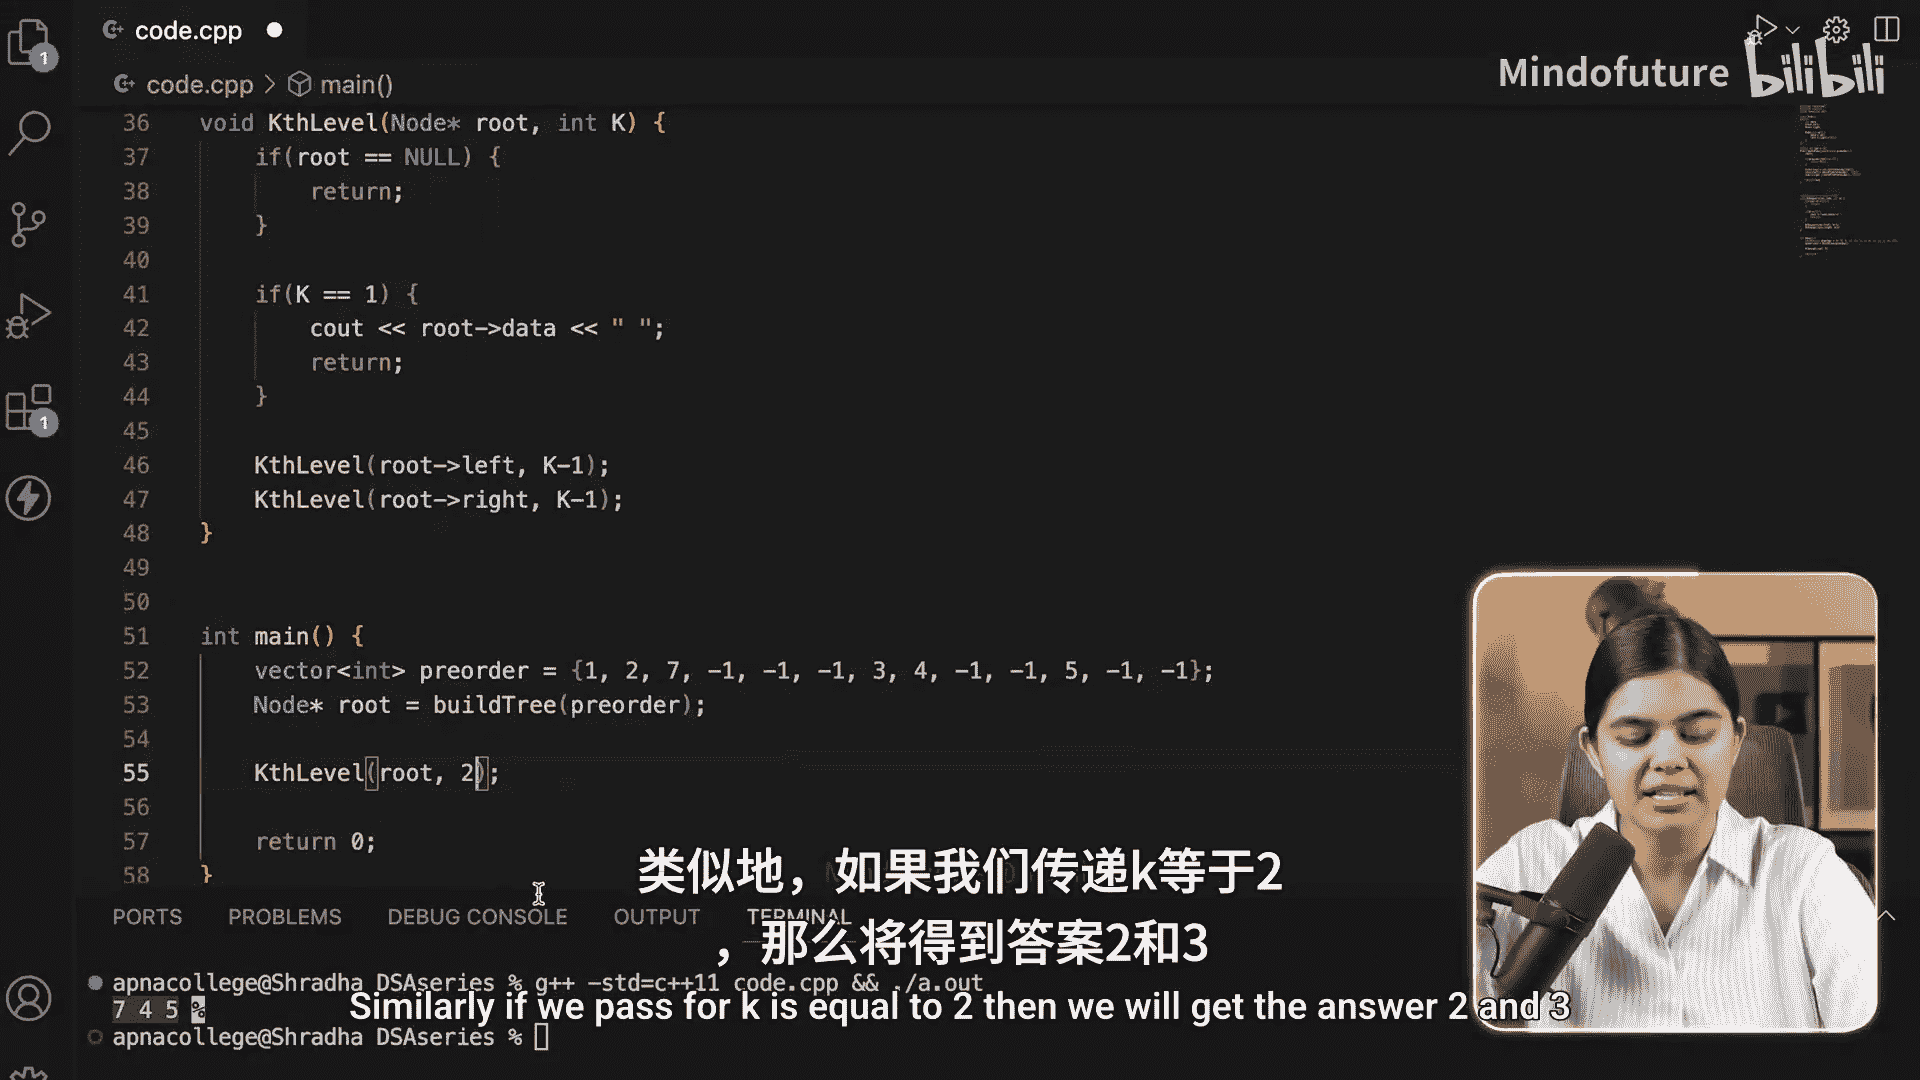 code.cpp
Mindofuture bilibili
code.cpp > main()
1
36 void KthLevel(Node* root, int K) {
37 if(root == NULL) {
38 return;
39 }
40
41 if(K == 1) {
42 cout << root->data << " ";
43 return;
44 }
45
46 KthLevel(root->left, K-1);
47 KthLevel(root->right, K-1);
48 }
49
50
51 int main() {
52 vector<int> preorder = {1, 2, 7, -1, -1, -1, 3, 4, -1, -1, 5, -1, -1};
53 Node* root = buildTree(preorder);
54
55 KthLevel(root, 2);
56
57 return 0;
58 }
1
类似地，如果我们传递k等于2
，那么将得到答案2和3
PORTS PROBLEMS DEBUG CONSOLE OUTPUT TERMINAL
apnacollege@Shradha DSAseries % g++ -std=c++11 code.cpp && ./a.out
7 4 5 %
Similarly if we pass for k is equal to 2 then we will get the answer 2 and 3
apnacollege@Shradha DSAseries %